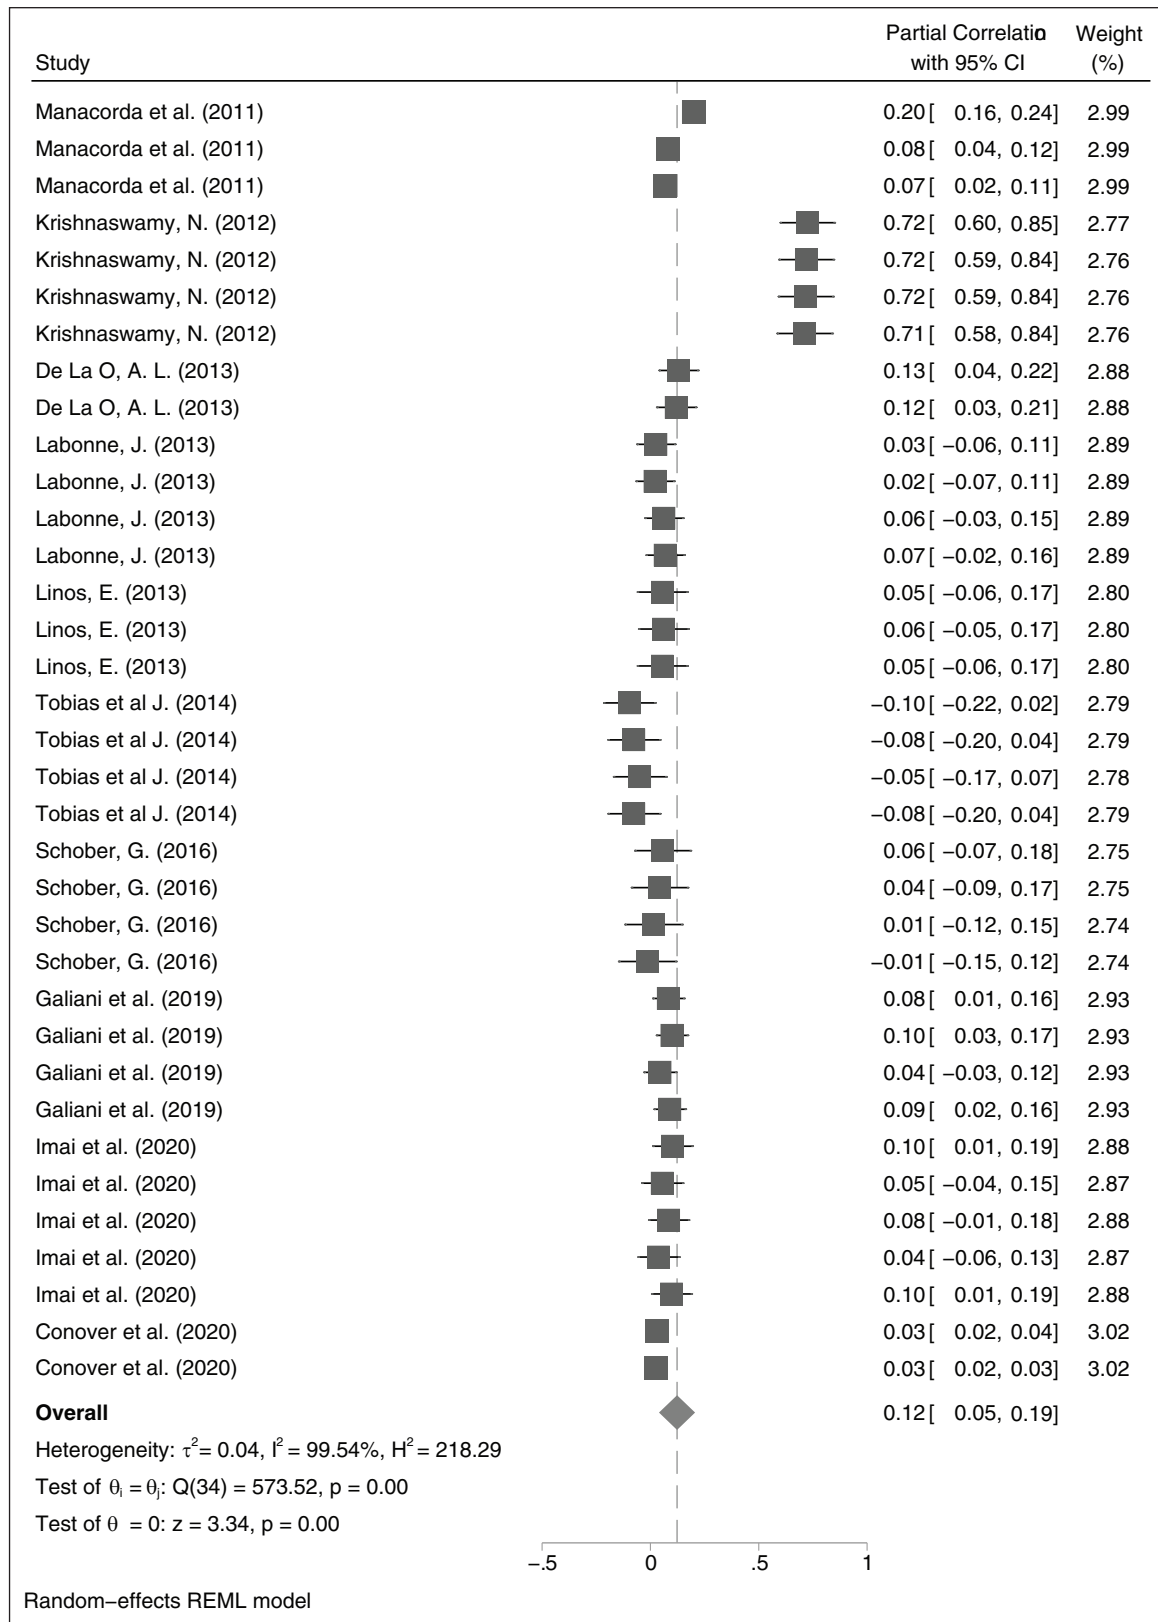 Partial Correlation Weight
Study with 95% CI (%)
Manacorda et al. (2011) 0.20 [ 0.16, 0.24] 2.99
Manacorda et al. (2011) 0.08 [ 0.04, 0.12] 2.99
Manacorda et al. (2011) 0.07 [ 0.02, 0.11] 2.99
Krishnaswamy, N. (2012) 0.72 [ 0.60, 0.85] 2.77
Krishnaswamy, N. (2012) 0.72 [ 0.59, 0.84] 2.76
Krishnaswamy, N. (2012) 0.72 [ 0.59, 0.84] 2.76
Krishnaswamy, N. (2012) 0.71 [ 0.58, 0.84] 2.76
De La O, A. L. (2013) 0.13 [ 0.04, 0.22] 2.88
De La O, A. L. (2013) 0.12 [ 0.03, 0.21] 2.88
Labonne, J. (2013) 0.03 [ −0.06, 0.11] 2.89
Labonne, J. (2013) 0.02 [ −0.07, 0.11] 2.89
Labonne, J. (2013) 0.06 [ −0.03, 0.15] 2.89
Labonne, J. (2013) 0.07 [ −0.02, 0.16] 2.89
Linos, E. (2013) 0.05 [ −0.06, 0.17] 2.80
Linos, E. (2013) 0.06 [ −0.05, 0.17] 2.80
Linos, E. (2013) 0.05 [ −0.06, 0.17] 2.80
Tobias et al J. (2014) −0.10 [ −0.22, 0.02] 2.79
Tobias et al J. (2014) −0.08 [ −0.20, 0.04] 2.79
Tobias et al J. (2014) −0.05 [ −0.17, 0.07] 2.78
Tobias et al J. (2014) −0.08 [ −0.20, 0.04] 2.79
Schober, G. (2016) 0.06 [ −0.07, 0.18] 2.75
Schober, G. (2016) 0.04 [ −0.09, 0.17] 2.75
Schober, G. (2016) 0.01 [ −0.12, 0.15] 2.74
Schober, G. (2016) −0.01 [ −0.15, 0.12] 2.74
Galiani et al. (2019) 0.08 [ 0.01, 0.16] 2.93
Galiani et al. (2019) 0.10 [ 0.03, 0.17] 2.93
Galiani et al. (2019) 0.04 [ −0.03, 0.12] 2.93
Galiani et al. (2019) 0.09 [ 0.02, 0.16] 2.93
Imai et al. (2020) 0.10 [ 0.01, 0.19] 2.88
Imai et al. (2020) 0.05 [ −0.04, 0.15] 2.87
Imai et al. (2020) 0.08 [ −0.01, 0.18] 2.88
Imai et al. (2020) 0.04 [ −0.06, 0.13] 2.87
Imai et al. (2020) 0.10 [ 0.01, 0.19] 2.88
Conover et al. (2020) 0.03 [ 0.02, 0.04] 3.02
Conover et al. (2020) 0.03 [ 0.02, 0.03] 3.02
Overall 0.12 [ 0.05, 0.19]
Heterogeneity: τ² = 0.04, I² = 99.54%, H² = 218.29
Test of θᵢ = θⱼ: Q(34) = 573.52, p = 0.00
Test of θ = 0: z = 3.34, p = 0.00
−.5 0 .5 1
Random−effects REML model